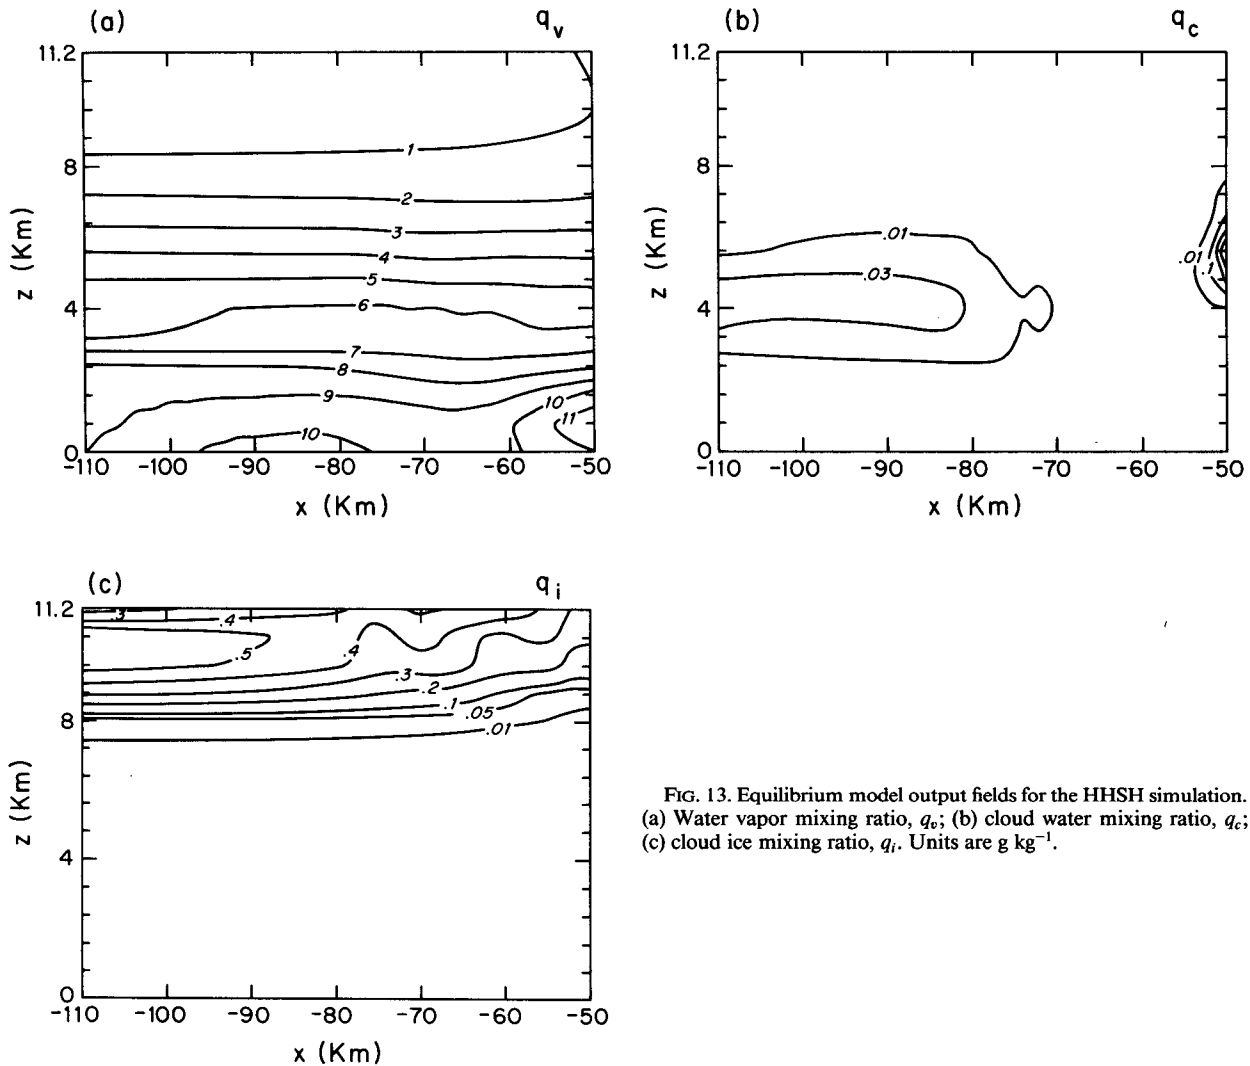 (a) q_v
11.2
8
4
0
z (Km)
1
2
3
4
5
6
7
8
9
10
10
11
-110 -100 -90 -80 -70 -60 -50
x (Km)
(b) q_c
11.2
8
4
0
z (Km)
.01
.03
.01
.1
-110 -100 -90 -80 -70 -60 -50
x (Km)
(c) q_i
11.2
8
4
0
z (Km)
.3
.4
.5
.4
.3
.2
.1
.05
.01
-110 -100 -90 -80 -70 -60 -50
x (Km)
FIG. 13. Equilibrium model output fields for the HHSH simulation.
(a) Water vapor mixing ratio, q_v; (b) cloud water mixing ratio, q_c;
(c) cloud ice mixing ratio, q_i. Units are g kg⁻¹.